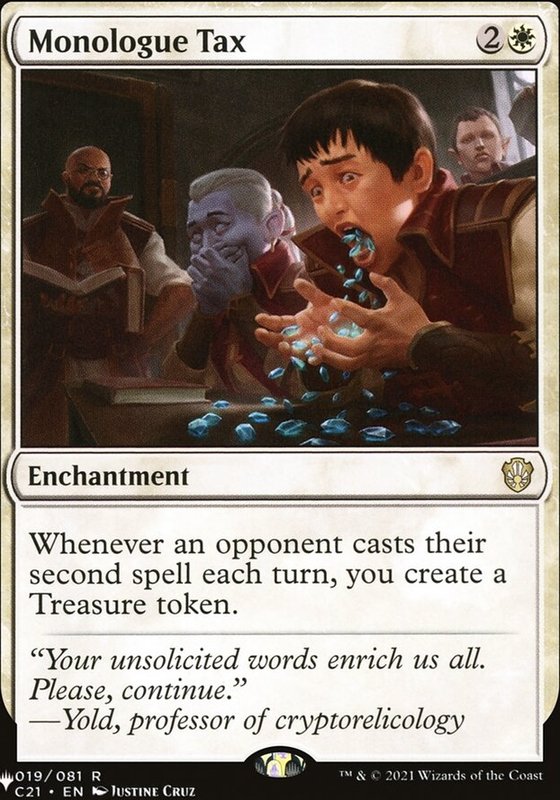 Monologue Tax 2
Enchantment
Whenever an opponent casts their
second spell each turn, you create a
Treasure token.
“Your unsolicited words enrich us all.
Please, continue.”
—Yold, professor of cryptorelicology
019/081 R
C21 • EN Justine Cruz
™ & © 2021 Wizards of the Coast